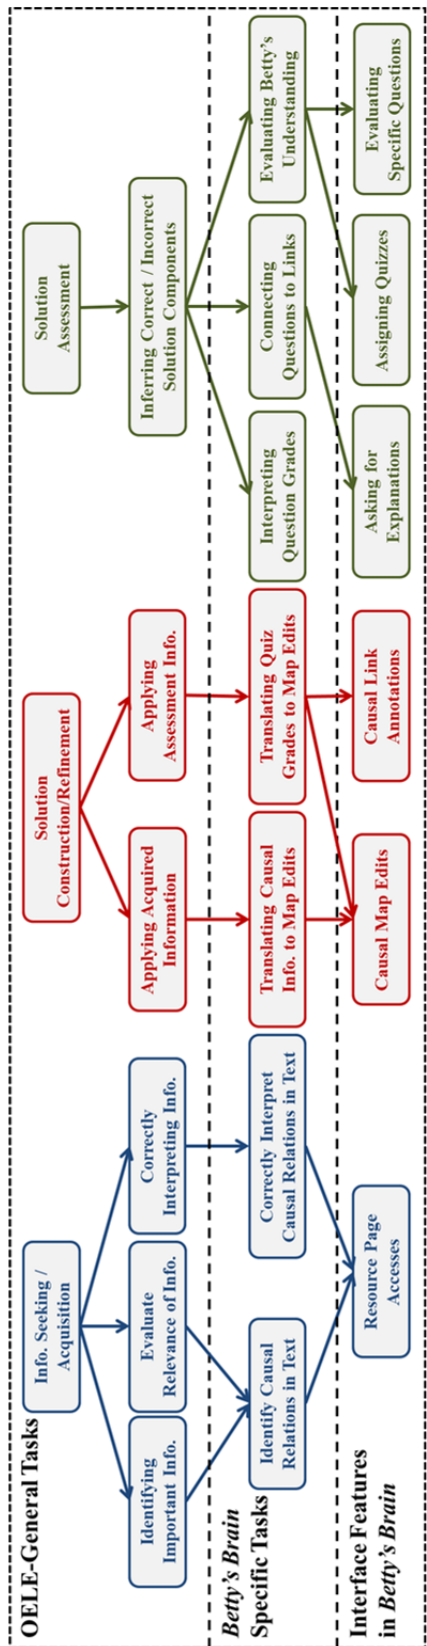 OELE-General Tasks
Info. Seeking /
Acquisition
Solution
Construction/Refinement
Solution
Assessment
Identifying
Important Info.
Evaluate
Relevance of Info.
Correctly
Interpreting Info.
Applying Acquired
Information
Applying
Assessment Info.
Inferring Correct / Incorrect
Solution Components
Betty's Brain
Specific Tasks
Identify Causal
Relations in Text
Correctly Interpret
Causal Relations in Text
Translating Causal
Info. to Map Edits
Translating Quiz
Grades to Map Edits
Interpreting
Question Grades
Connecting
Questions to Links
Evaluating Betty's
Understanding
Interface Features
in Betty's Brain
Resource Page
Accesses
Causal Map Edits
Causal Link
Annotations
Asking for
Explanations
Assigning Quizzes
Evaluating
Specific Questions